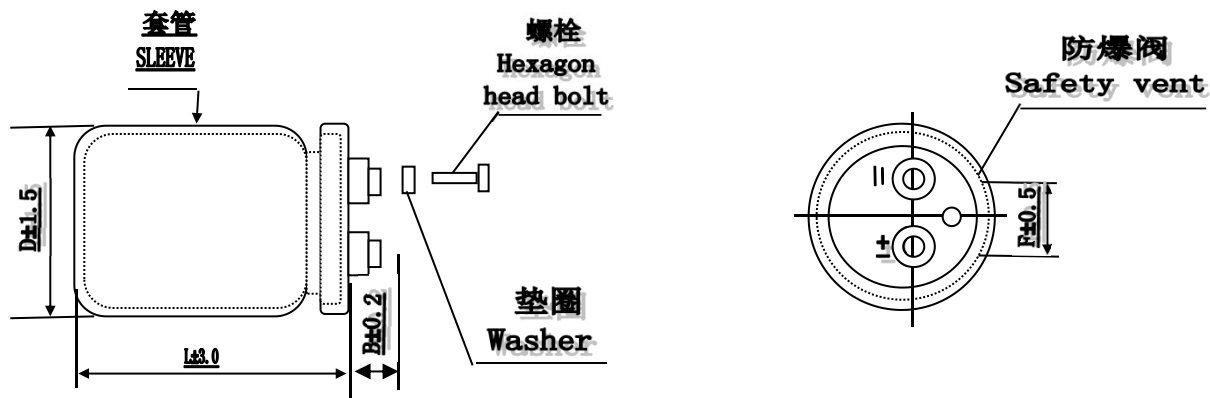 套管
SLEEVE
螺栓
Hexagon
head bolt
防爆阀
Safety vent
D±1.5
=
F±0.5
±
垫圈
Washer
B±0.2
L±3.0